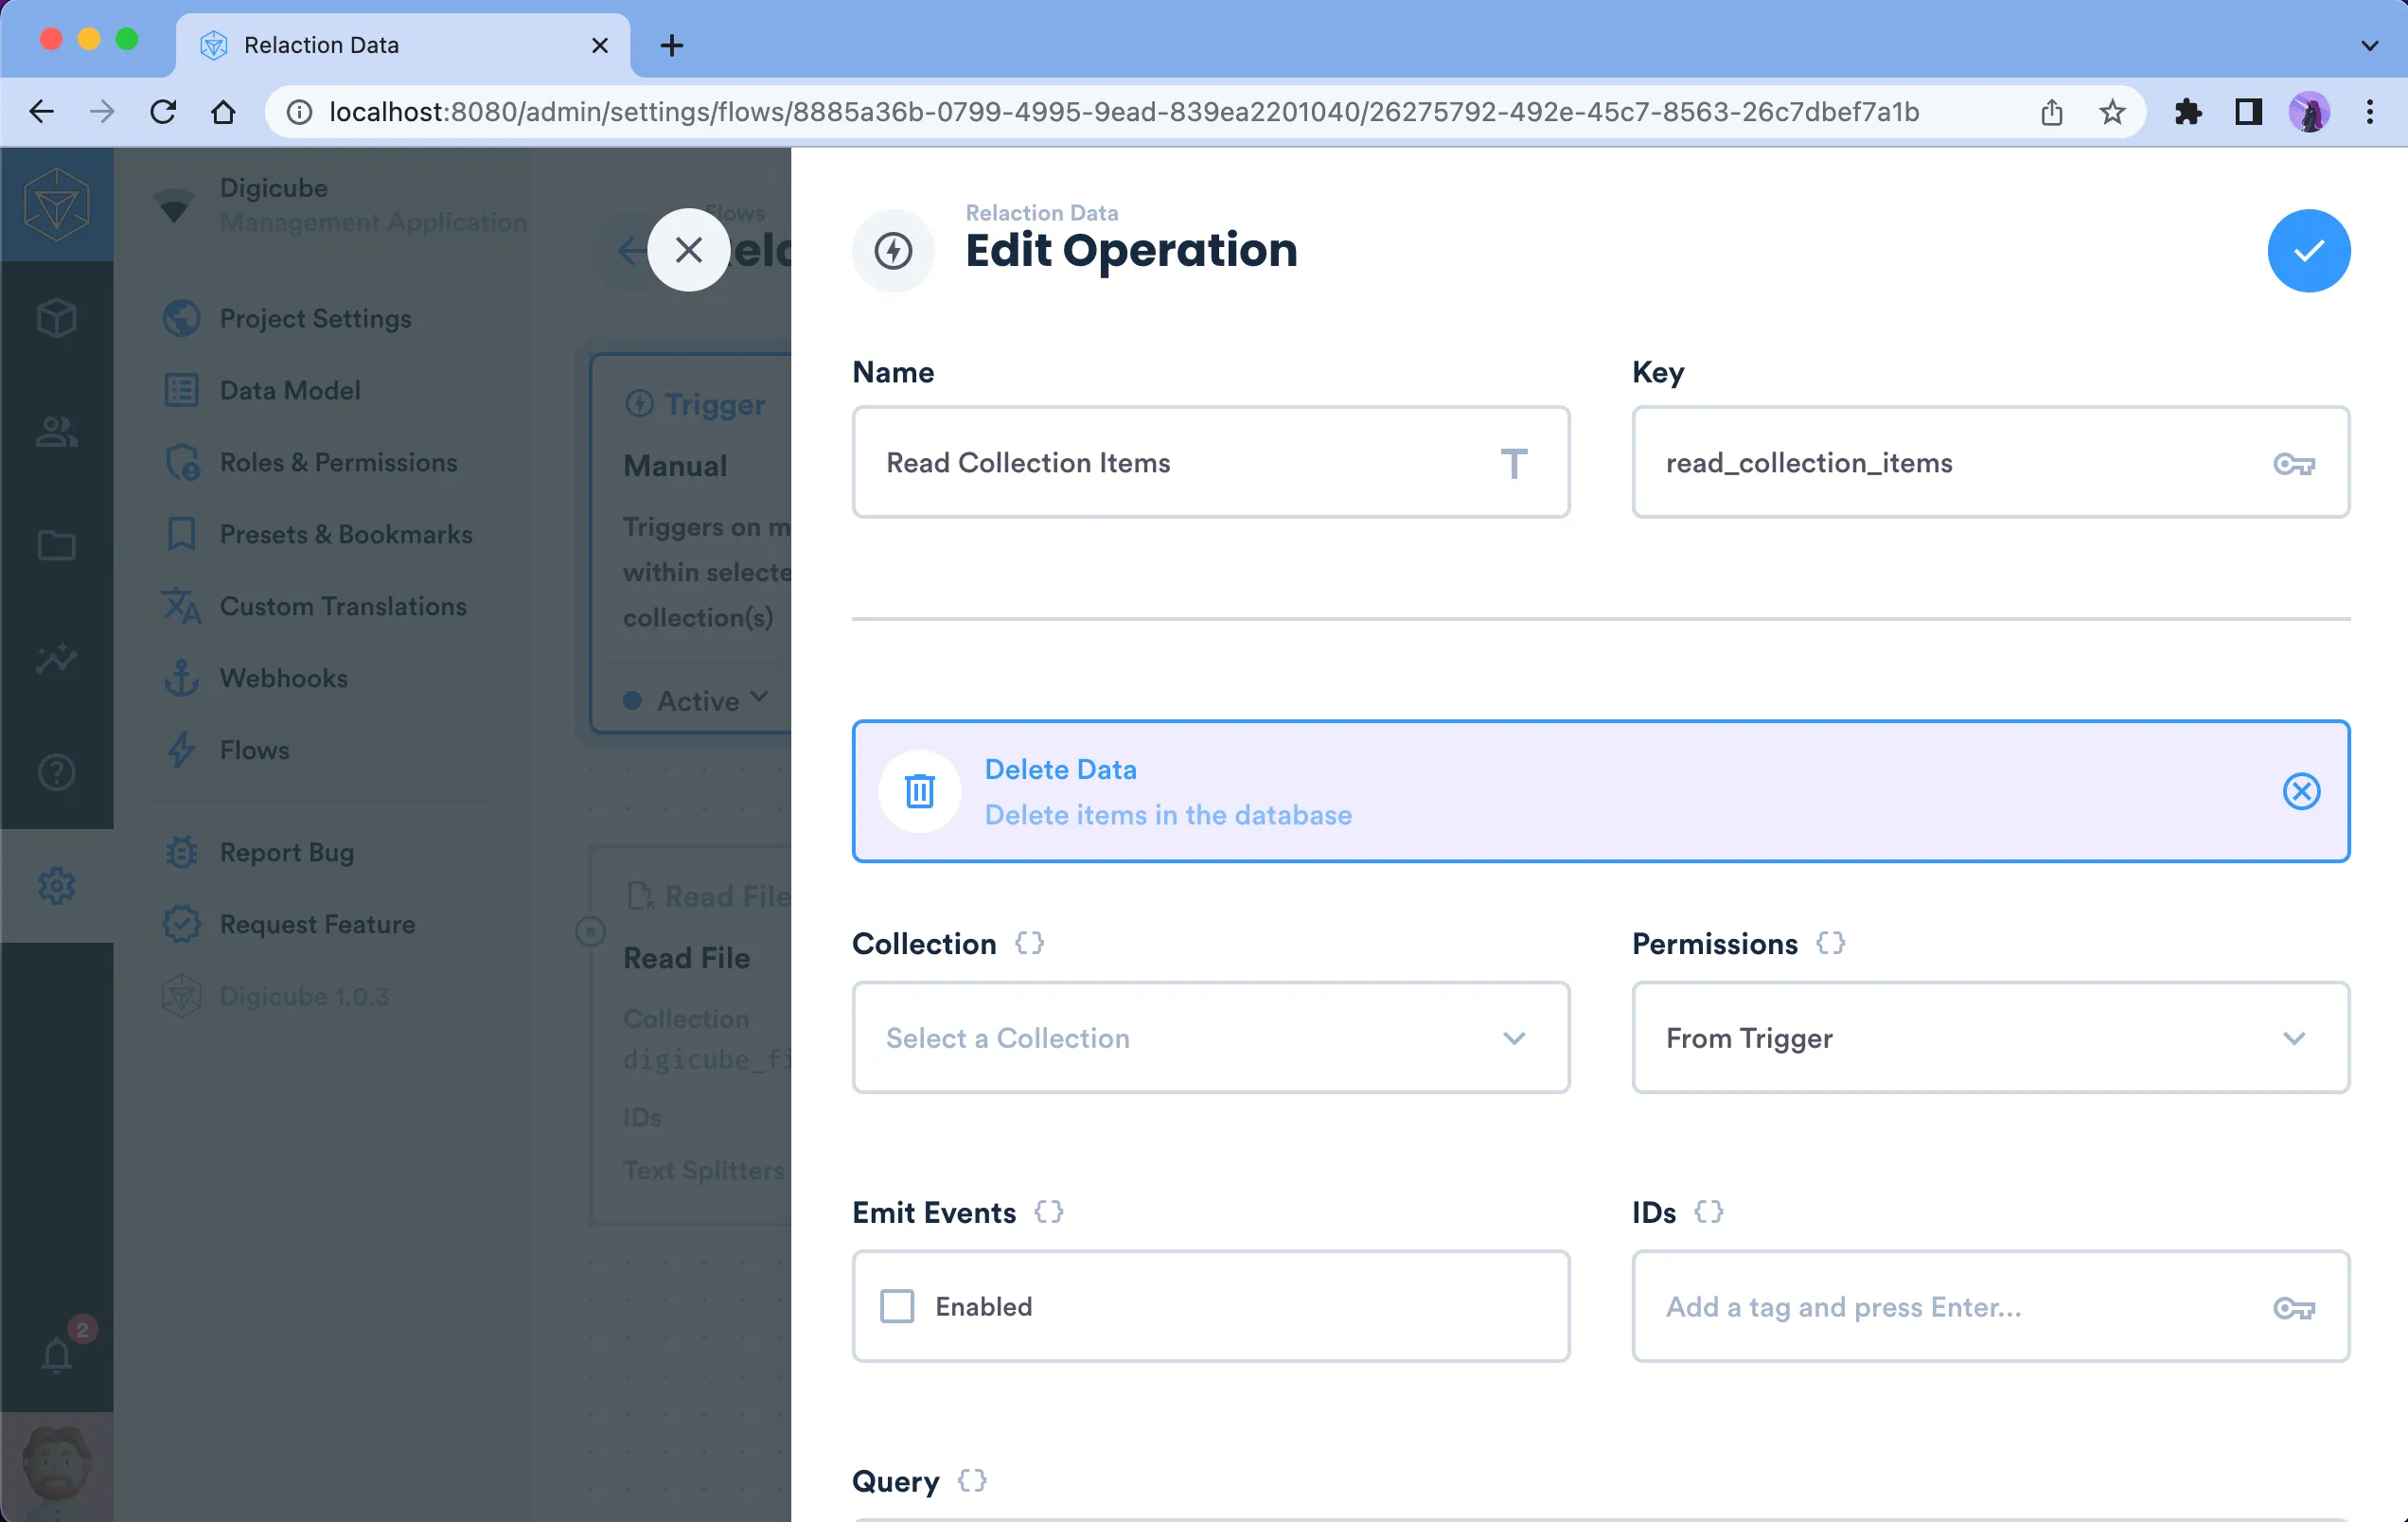 Relaction Data
localhost:8080/admin/settings/flows/8885a36b-0799-4995-9ead-839ea2201040/26275792-492e-45c7-8563-26c7dbef7a1b
Digicube
Management Application
Project Settings
Data Model
Roles & Permissions
Presets & Bookmarks
Custom Translations
Webhooks
Flows
Report Bug
Request Feature
Digicube 1.0.3
2
Flows
Trigger
Manual
Triggers on m
within selecte
collection(s)
Active
Read File
Read File
Collection
digicube_fi
IDs
Text Splitters
Relaction Data
Edit Operation
Name
Key
Read Collection Items
read_collection_items
Delete Data
Delete items in the database
Collection {}
Permissions {}
Select a Collection
From Trigger
Emit Events {}
IDs {}
Enabled
Add a tag and press Enter...
Query {}